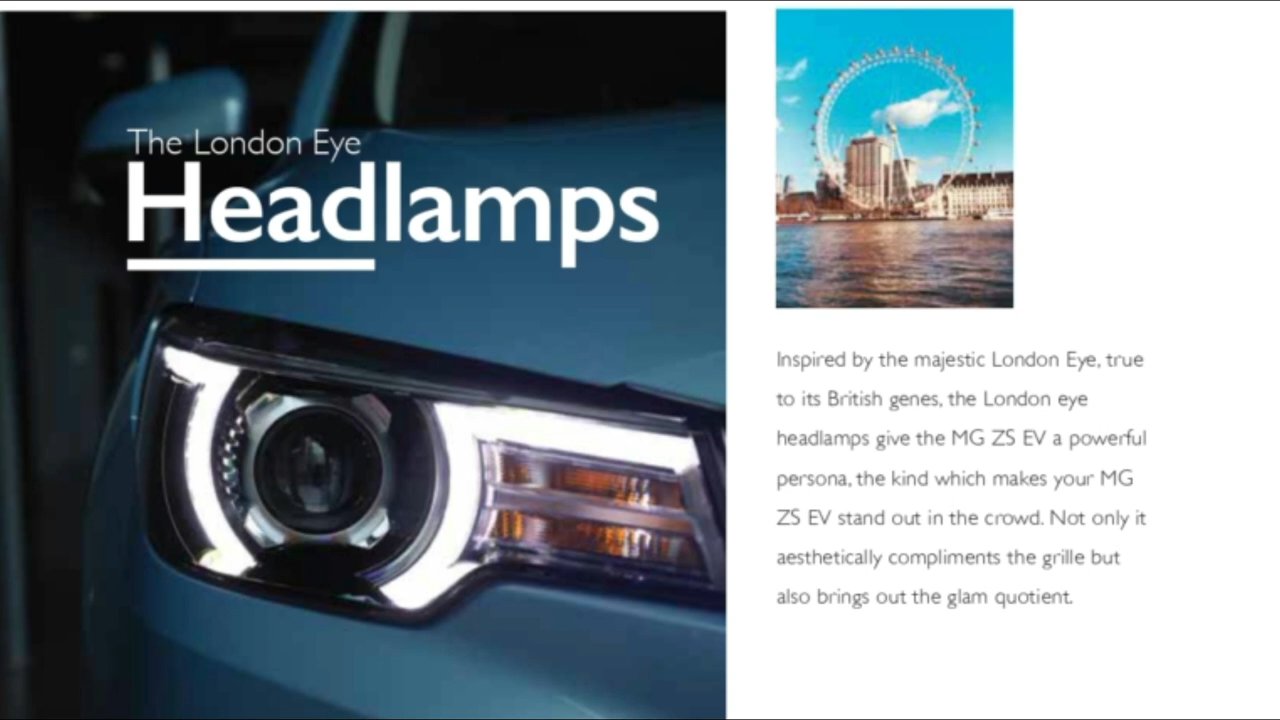 The London Eye
Headlamps
Inspired by the majestic London Eye, true
to its British genes, the London eye
headlamps give the MG ZS EV a powerful
persona, the kind which makes your MG
ZS EV stand out in the crowd. Not only it
aesthetically compliments the grille but
also brings out the glam quotient.